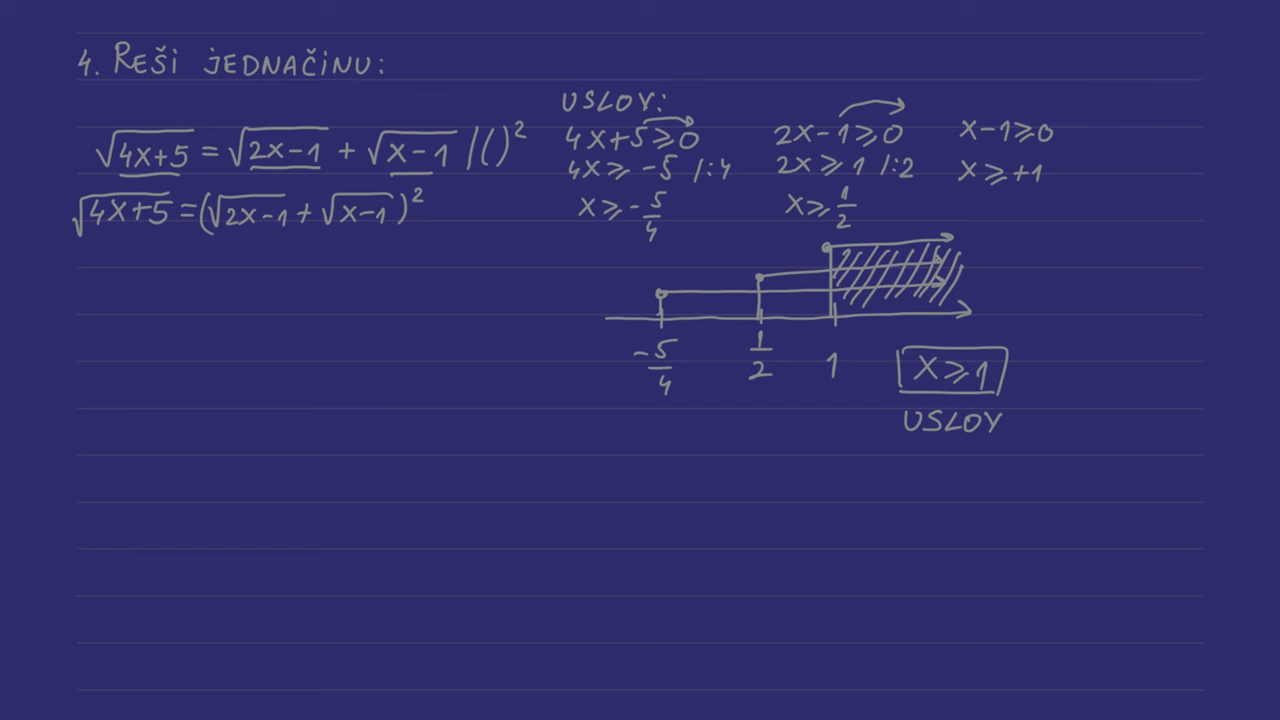 4. REŠI JEDNAČINU:
√4x+5 = √2x-1 + √x-1 /( )²
√4x+5 = (√2x-1 + √x-1)²
USLOV:
4x+5≥0
4x≥-5 /:4
x≥-5/4
2x-1≥0
2x≥1 /:2
x≥1/2
x-1≥0
x≥+1
-5/4 1/2 1
x≥1
USLOV